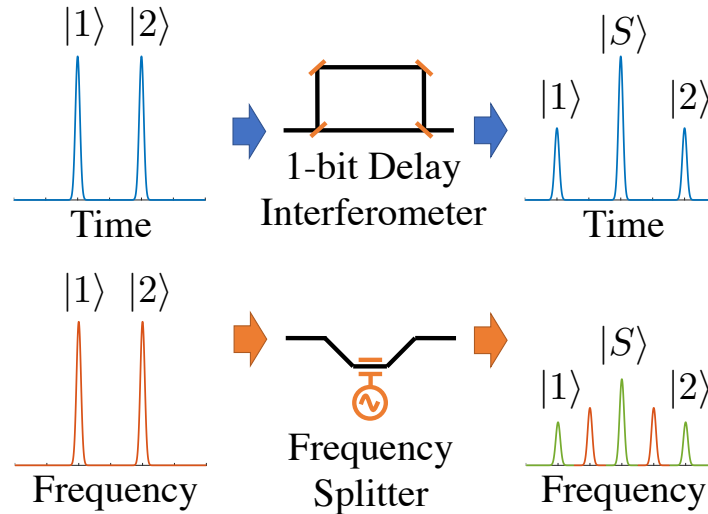 |1⟩ |2⟩
Time
1-bit Delay
Interferometer
|S⟩
|1⟩ |2⟩
Time
|1⟩ |2⟩
Frequency
Frequency
Splitter
|S⟩
|1⟩ |2⟩
Frequency